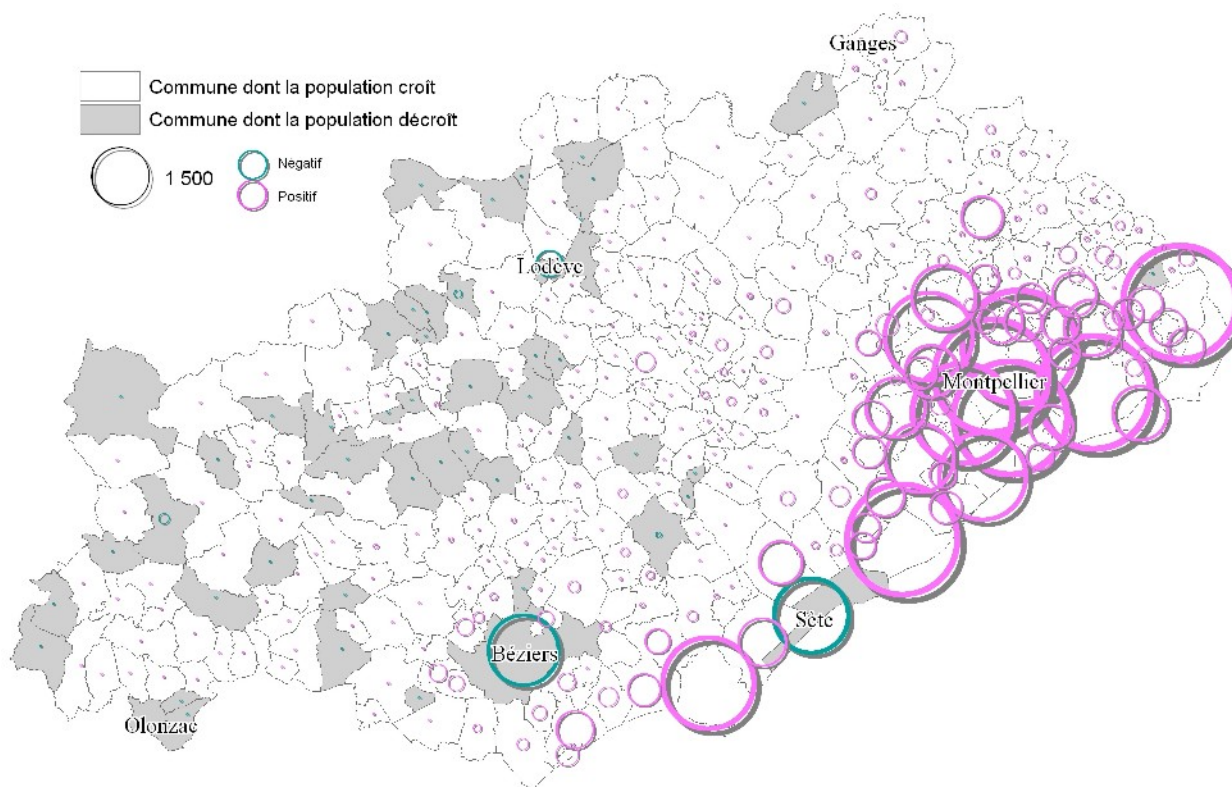 Ganges
Commune dont la population croît
Commune dont la population décroît
1 500
Négatif
Positif
Lodève
Montpellier
Sète
Béziers
Olonzac